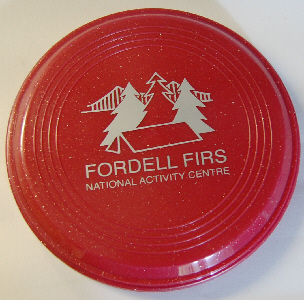 FORDELL FIRS
NATIONAL ACTIVITY CENTRE